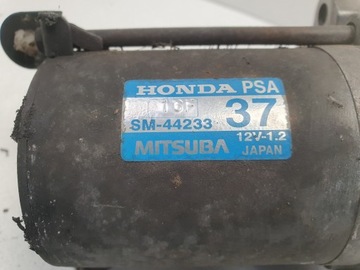 HONDA PSA
37
SM-44233
12V-1.2
MITSUBA JAPAN